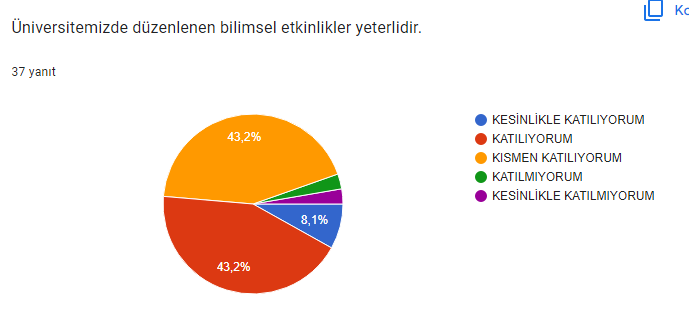 Ko
Üniversitemizde düzenlenen bilimsel etkinlikler yeterlidir.
37 yanıt
43,2%
8,1%
43,2%
KESİNLİKLE KATILIYORUM
KATILIYORUM
KISMEN KATILIYORUM
KATILMIYORUM
KESİNLİKLE KATILMIYORUM